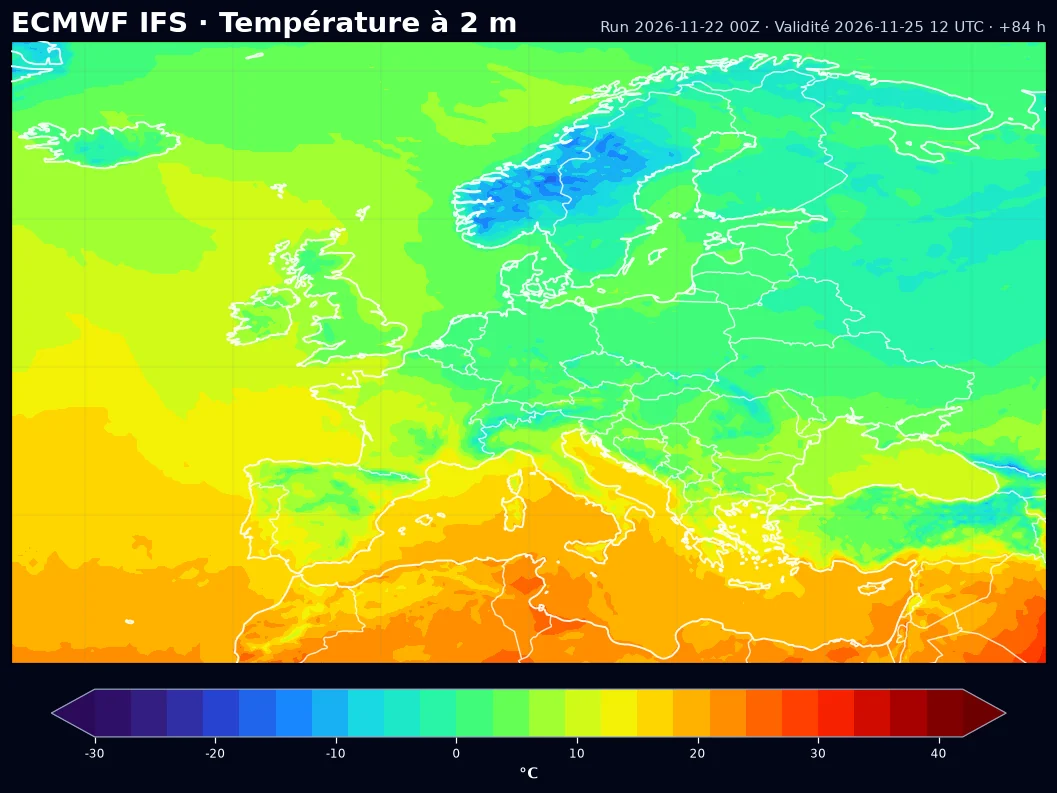 ECMWF IFS · Température à 2 m
Run 2026-11-22 00Z · Validité 2026-11-25 12 UTC · +84 h
-30 -20 -10 0 10 20 30 40
°C